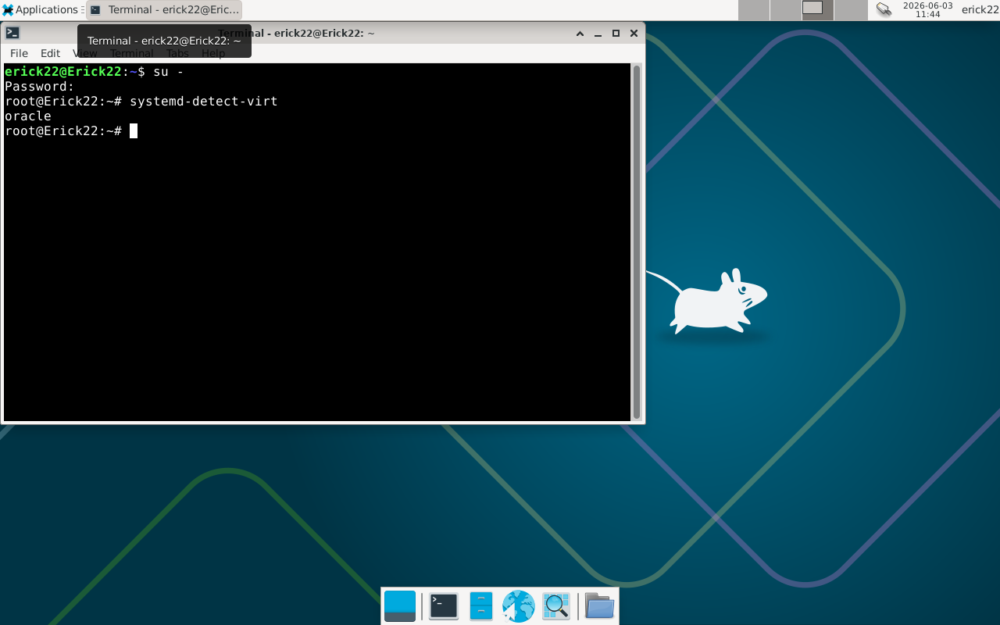 Applications
Terminal - erick22@Eric...
2026-06-03
11:44
erick22
Terminal - erick22@Erick22: ~
Terminal - erick22@Erick22: ~
File Edit View Terminal Tabs Help
erick22@Erick22:~$ su -
Password:
root@Erick22:~# systemd-detect-virt
oracle
root@Erick22:~#